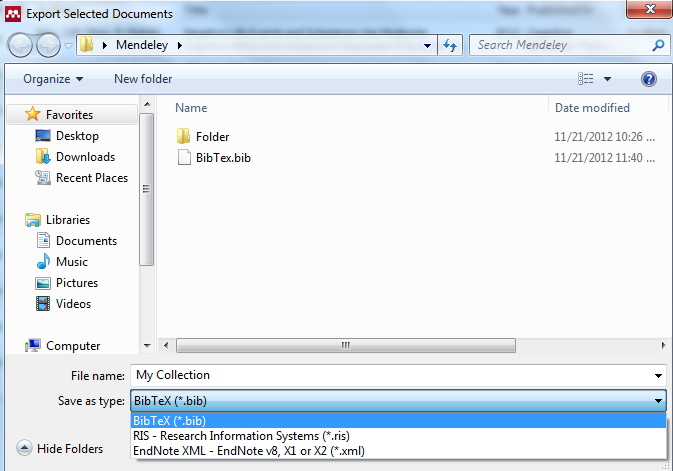 Export Selected Documents
Mendeley
Search Mendeley
Organize
New folder
Name
Date modified
Favorites
Desktop
Downloads
Recent Places
Libraries
Documents
Music
Pictures
Videos
Computer
Folder
11/21/2012 10:26 ...
BibTex.bib
11/21/2012 11:40 ...
File name:
My Collection
Save as type:
BibTeX (*.bib)
BibTeX (*.bib)
RIS - Research Information Systems (*.ris)
EndNote XML - EndNote v8, X1 or X2 (*.xml)
Hide Folders